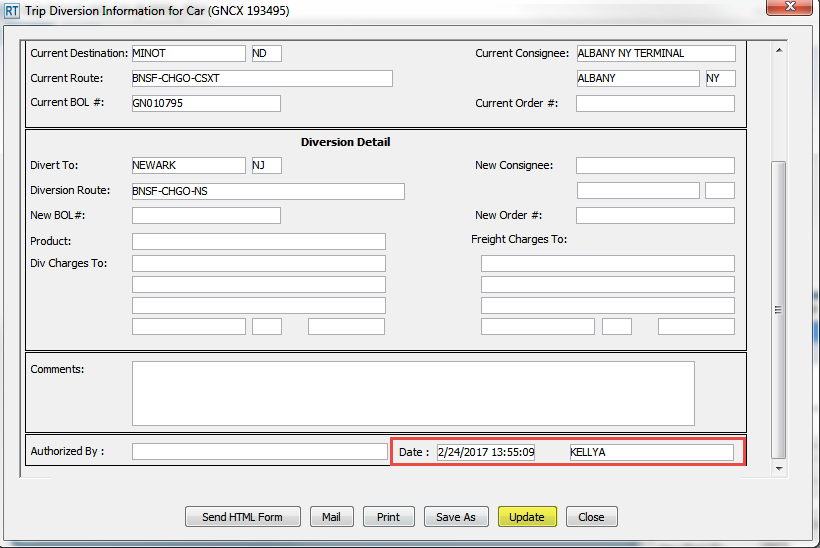 RT Trip Diversion Information for Car (GNCX 193495)
Current Destination: MINOT ND Current Consignee: ALBANY NY TERMINAL
Current Route: BNSF-CHGO-CSXT ALBANY NY
Current BOL #: GN010795 Current Order #:
Diversion Detail
Divert To: NEWARK NJ New Consignee:
Diversion Route: BNSF-CHGO-NS
New BOL#: New Order #:
Product: Freight Charges To:
Div Charges To:
Comments:
Authorized By : Date : 2/24/2017 13:55:09 KELLYA
Send HTML Form Mail Print Save As Update Close